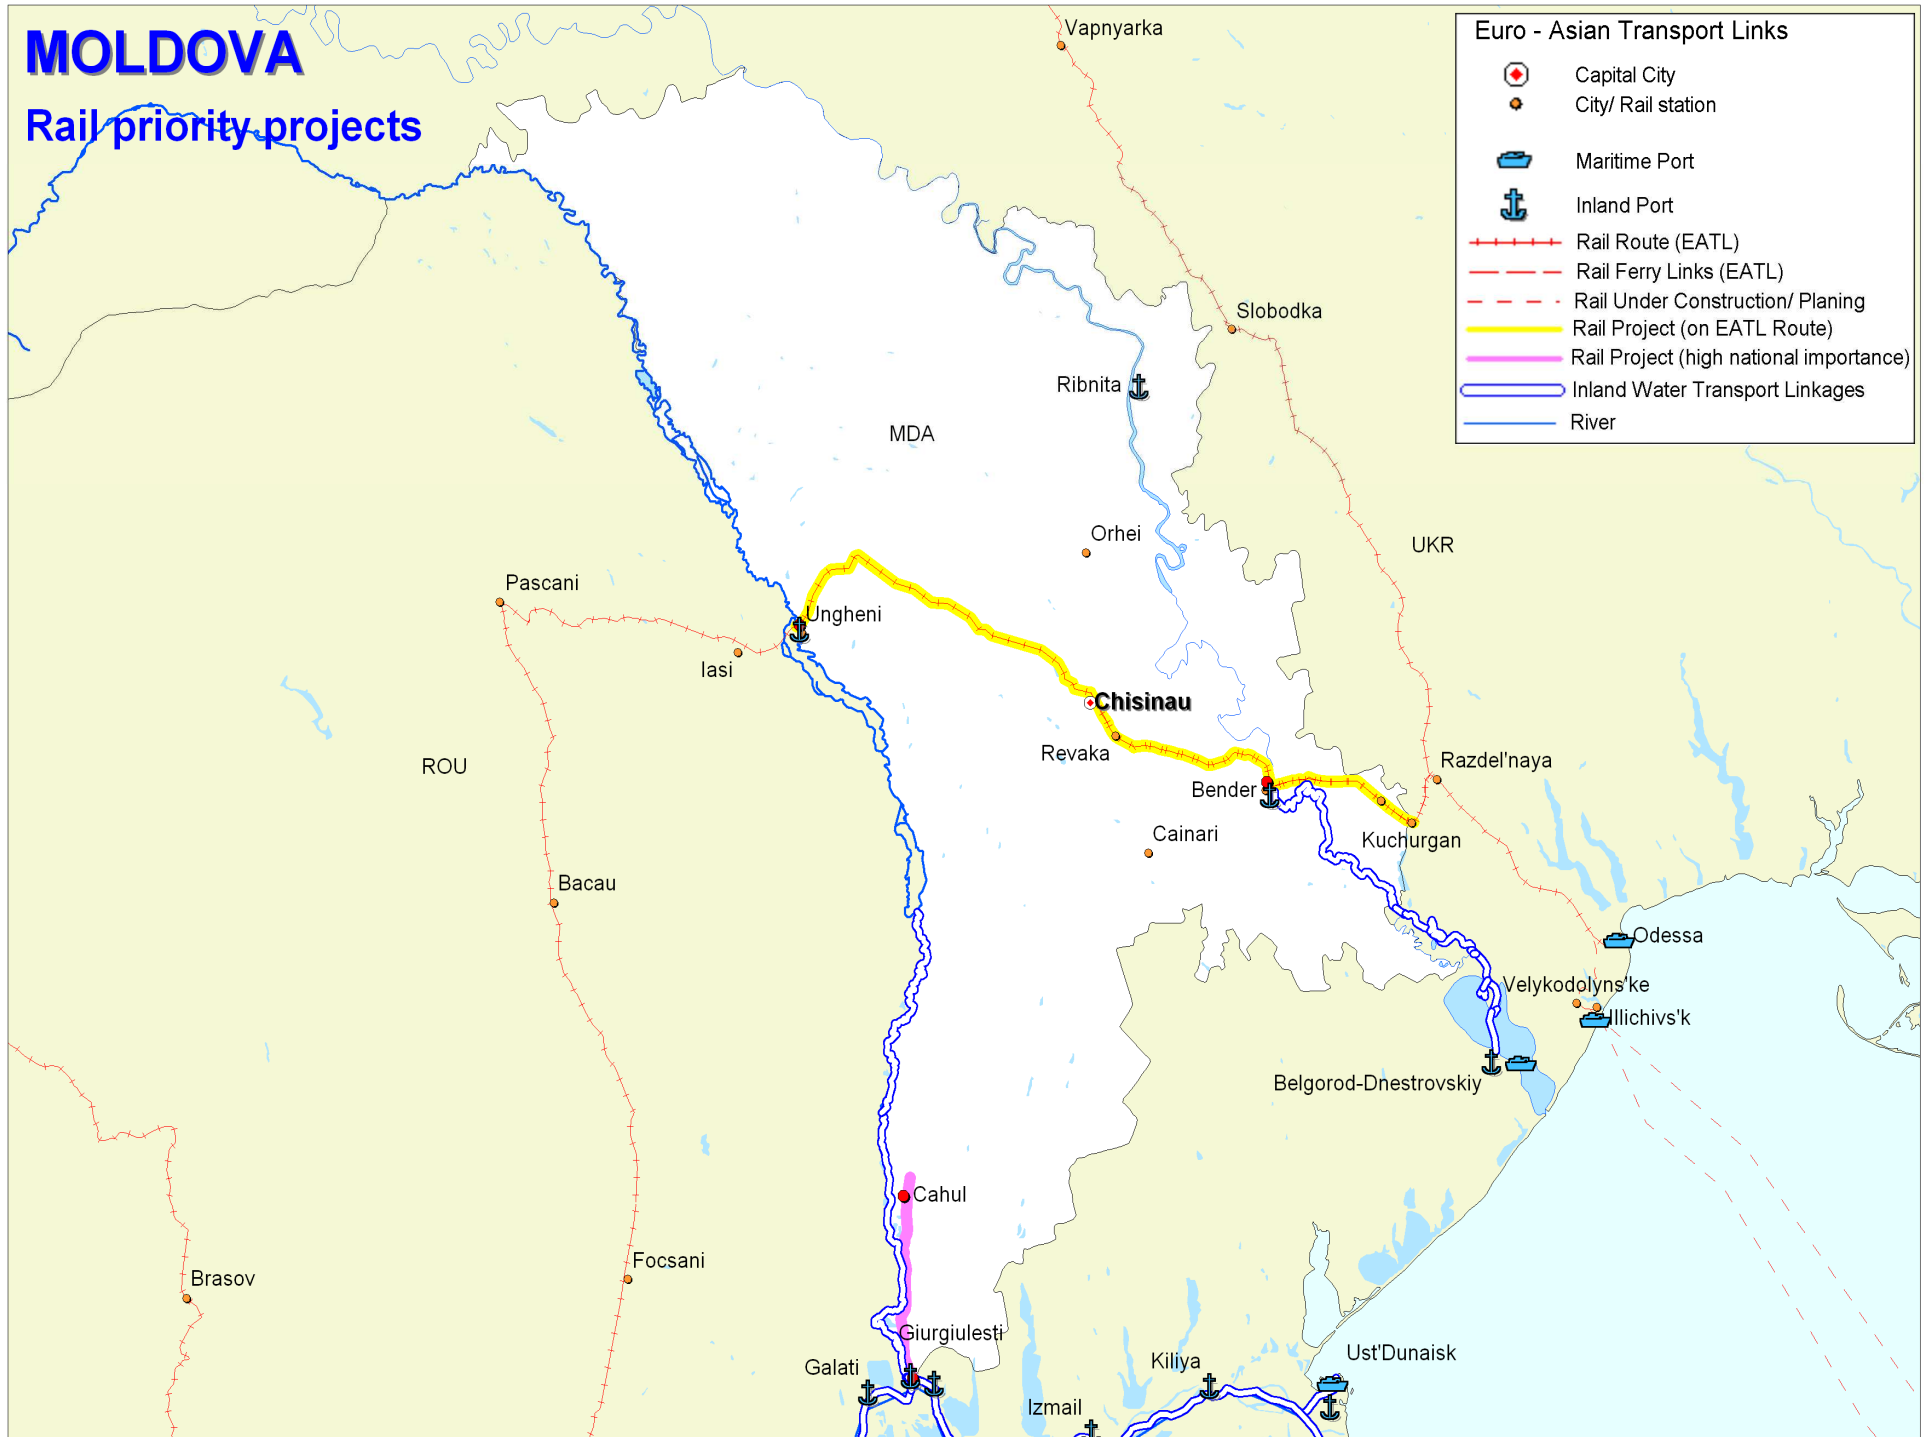 MOLDOVA
Rail priority projects
Vapnyarka
Euro - Asian Transport Links
Capital City
City/ Rail station
Maritime Port
Inland Port
Rail Route (EATL)
Rail Ferry Links (EATL)
Rail Under Construction/ Planing
Rail Project (on EATL Route)
Rail Project (high national importance)
Inland Water Transport Linkages
River
Slobodka
Ribnita
MDA
Orhei
UKR
Pascani
Ungheni
Iasi
Chisinau
Revaka
ROU
Razdel'naya
Bender
Cainari
Kuchurgan
Bacau
Odessa
Velykodolyns'ke
Illichivs'k
Belgorod-Dnestrovskiy
Cahul
Focsani
Brasov
Giurgiulesti
Galati
Kiliya
Ust'Dunaisk
Izmail